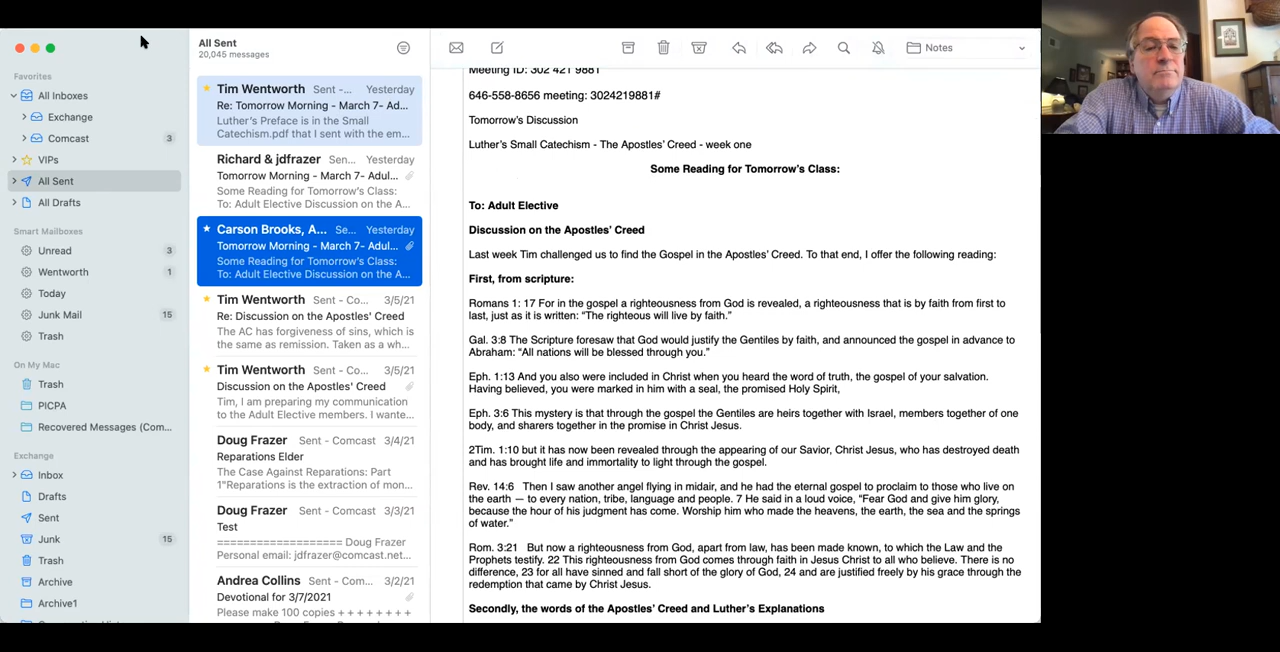 Favorites
All Inboxes
Exchange
Comcast 3
VIPs
All Sent
All Drafts
Smart Mailboxes
Unread 3
Wentworth 1
Today
Junk Mail 15
Trash
On My Mac
Trash
PICPA
Recovered Messages (Com...
Exchange
Inbox
Drafts
Sent
Junk 15
Trash
Archive
Archive1
All Sent
20,045 messages
Tim Wentworth Sent -... Yesterday
Re: Tomorrow Morning - March 7- Ad...
Luther's Preface is in the Small
Catechism.pdf that I sent with the em...
Richard & jdfrazer Sen... Yesterday
Tomorrow Morning - March 7- Adul...
Some Reading for Tomorrow's Class:
To: Adult Elective Discussion on the A...
Carson Brooks, A... Se... Yesterday
Tomorrow Morning - March 7- Adul...
Some Reading for Tomorrow's Class:
To: Adult Elective Discussion on the A...
Tim Wentworth Sent - Co... 3/5/21
Re: Discussion on the Apostles' Creed
The AC has forgiveness of sins, which is
the same as remission. Taken as a wh...
Tim Wentworth Sent - Co... 3/5/21
Discussion on the Apostles' Creed
Tim, I am preparing my communication
to the Adult Elective members. I wante...
Doug Frazer Sent - Comcast 3/4/21
Reparations Elder
The Case Against Reparations: Part
1"Reparations is the extraction of mon...
Doug Frazer Sent - Comcast 3/3/21
Test
=================== Doug Frazer
Personal email: jdfrazer@comcast.net...
Andrea Collins Sent - Com... 3/2/21
Devotional for 3/7/2021
Please make 100 copies + + + + + + + +
Notes
Meeting ID: 302 421 9881
646-558-8656 meeting: 3024219881#
Tomorrow's Discussion
Luther's Small Catechism - The Apostles' Creed - week one
Some Reading for Tomorrow's Class:
To: Adult Elective
Discussion on the Apostles' Creed
Last week Tim challenged us to find the Gospel in the Apostles' Creed. To that end, I offer the following reading:
First, from scripture:
Romans 1: 17 For in the gospel a righteousness from God is revealed, a righteousness that is by faith from first to
last, just as it is written: “The righteous will live by faith.”
Gal. 3:8 The Scripture foresaw that God would justify the Gentiles by faith, and announced the gospel in advance to
Abraham: “All nations will be blessed through you.”
Eph. 1:13 And you also were included in Christ when you heard the word of truth, the gospel of your salvation.
Having believed, you were marked in him with a seal, the promised Holy Spirit,
Eph. 3:6 This mystery is that through the gospel the Gentiles are heirs together with Israel, members together of one
body, and sharers together in the promise in Christ Jesus.
2Tim. 1:10 but it has now been revealed through the appearing of our Savior, Christ Jesus, who has destroyed death
and has brought life and immortality to light through the gospel.
Rev. 14:6 Then I saw another angel flying in midair, and he had the eternal gospel to proclaim to those who live on
the earth — to every nation, tribe, language and people. 7 He said in a loud voice, “Fear God and give him glory,
because the hour of his judgment has come. Worship him who made the heavens, the earth, the sea and the springs
of water.”
Rom. 3:21 But now a righteousness from God, apart from law, has been made known, to which the Law and the
Prophets testify. 22 This righteousness from God comes through faith in Jesus Christ to all who believe. There is no
difference, 23 for all have sinned and fall short of the glory of God, 24 and are justified freely by his grace through the
redemption that came by Christ Jesus.
Secondly, the words of the Apostles' Creed and Luther's Explanations